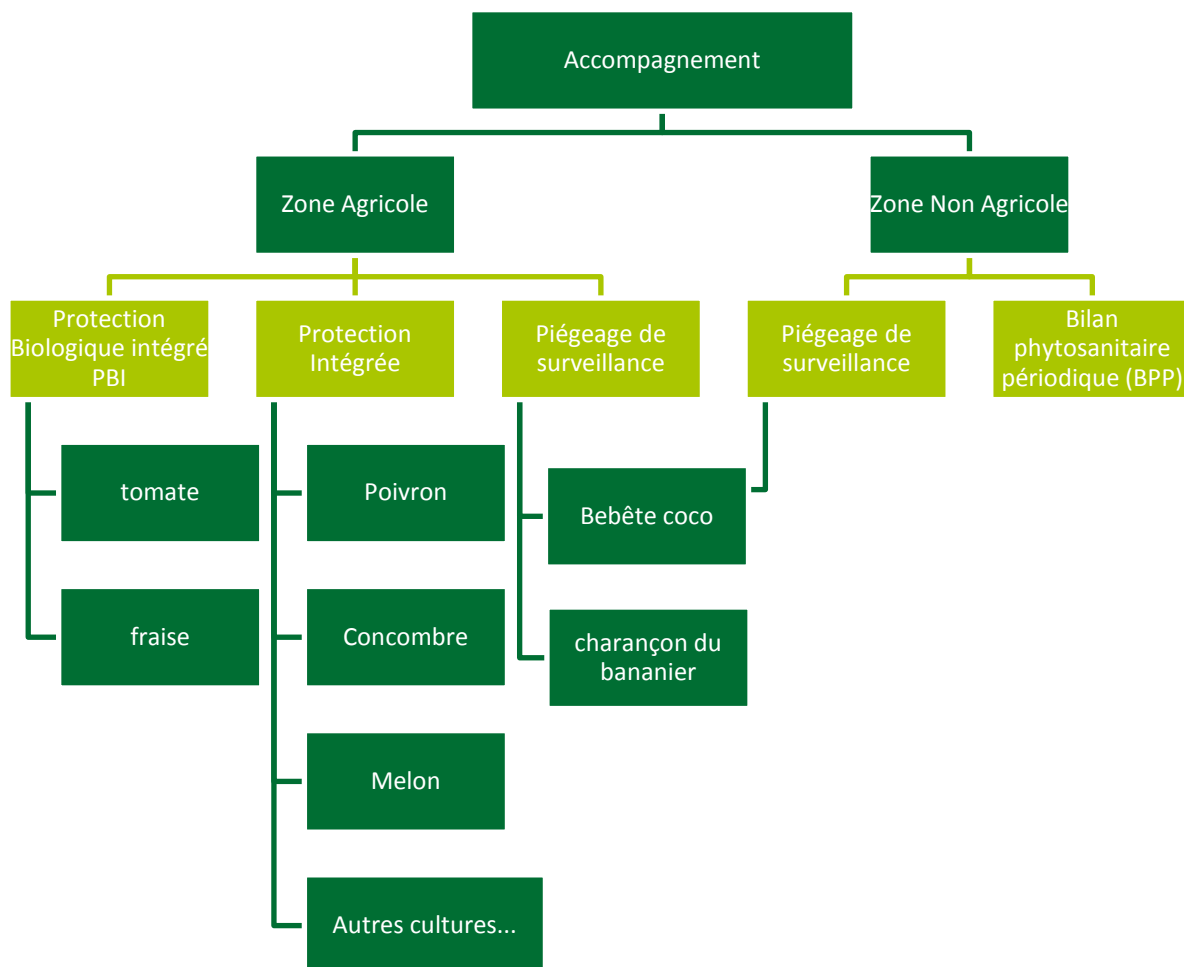 Accompagnement
Zone Agricole
Zone Non Agricole
Protection
Biologique intégré
PBI
Protection
Intégrée
Piégeage de
surveillance
Piégeage de
surveillance
Bilan
phytosanitaire
périodique (BPP)
tomate
Poivron
Bebête coco
fraise
Concombre
charançon du
bananier
Melon
Autres cultures...